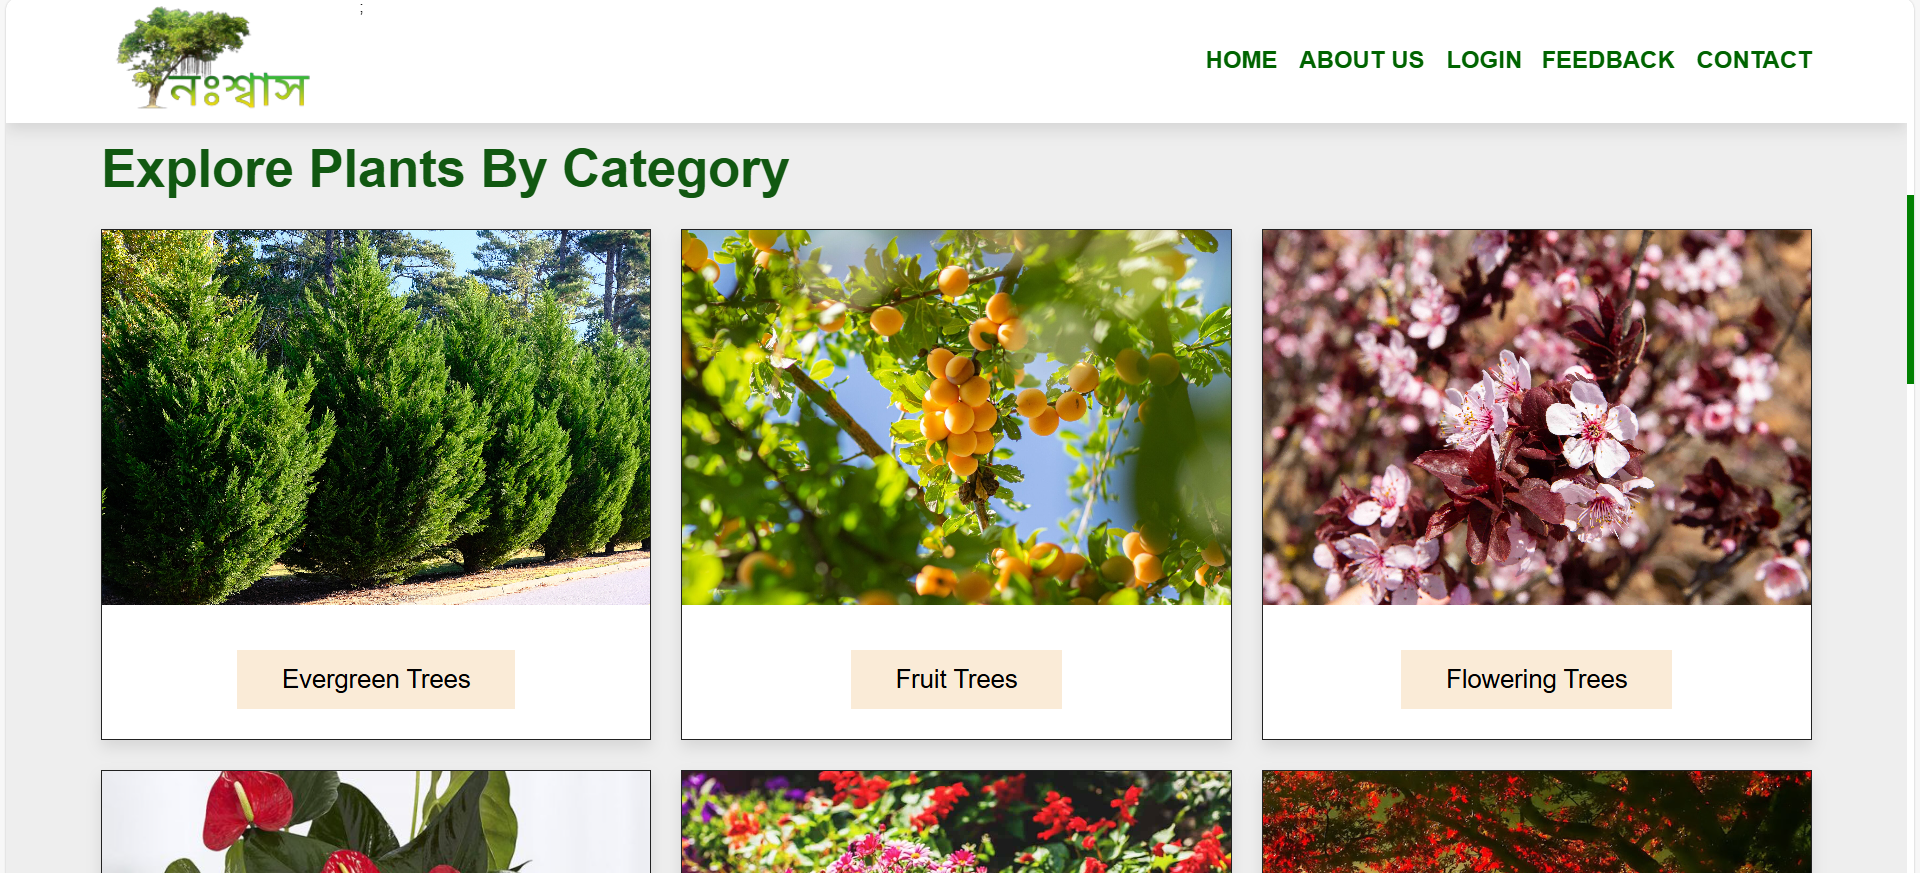 নঃশ্বাস
;
HOME ABOUT US LOGIN FEEDBACK CONTACT
Explore Plants By Category
Evergreen Trees
Fruit Trees
Flowering Trees